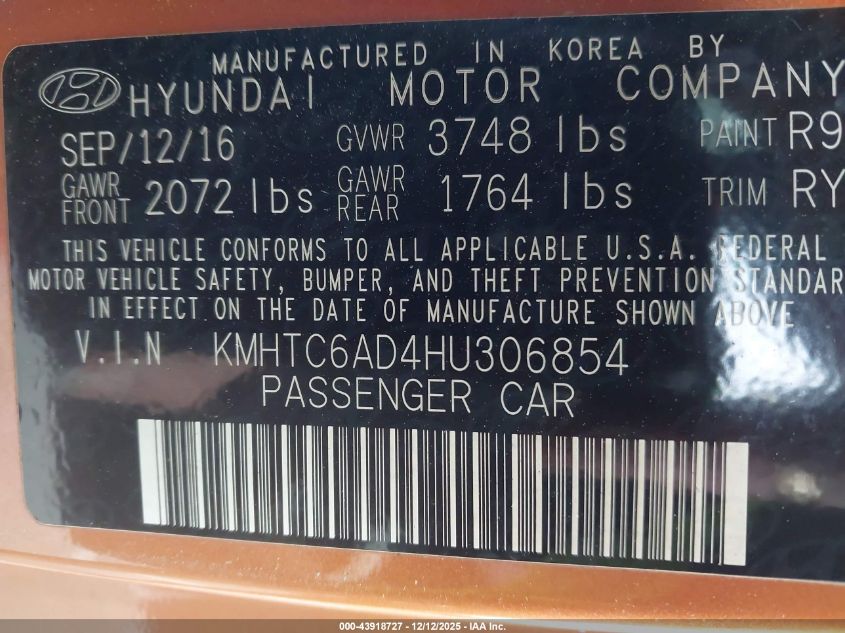 MANUFACTURED IN KOREA BY
HYUNDAI MOTOR COMPANY
SEP/12/16 GVWR 3748 lbs PAINT R9
GAWR FRONT 2072 lbs GAWR REAR 1764 lbs TRIM RY
THIS VEHICLE CONFORMS TO ALL APPLICABLE U.S.A. FEDERAL
MOTOR VEHICLE SAFETY, BUMPER, AND THEFT PREVENTION STANDAR
IN EFFECT ON THE DATE OF MANUFACTURE SHOWN ABOVE
V.I.N KMHTC6AD4HU306854
PASSENGER CAR
000-43918727 - 12/12/2025 - IAA Inc.